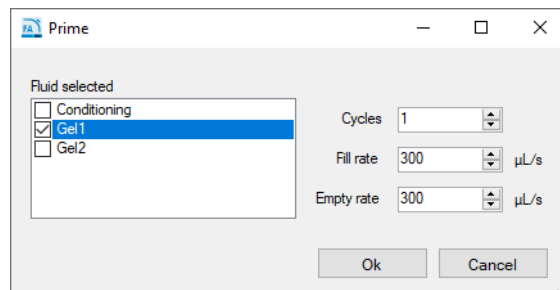 FA
Prime
Fluid selected
Conditioning
Gel1
Gel2
Cycles 1
Fill rate 300 µL/s
Empty rate 300 µL/s
Ok Cancel